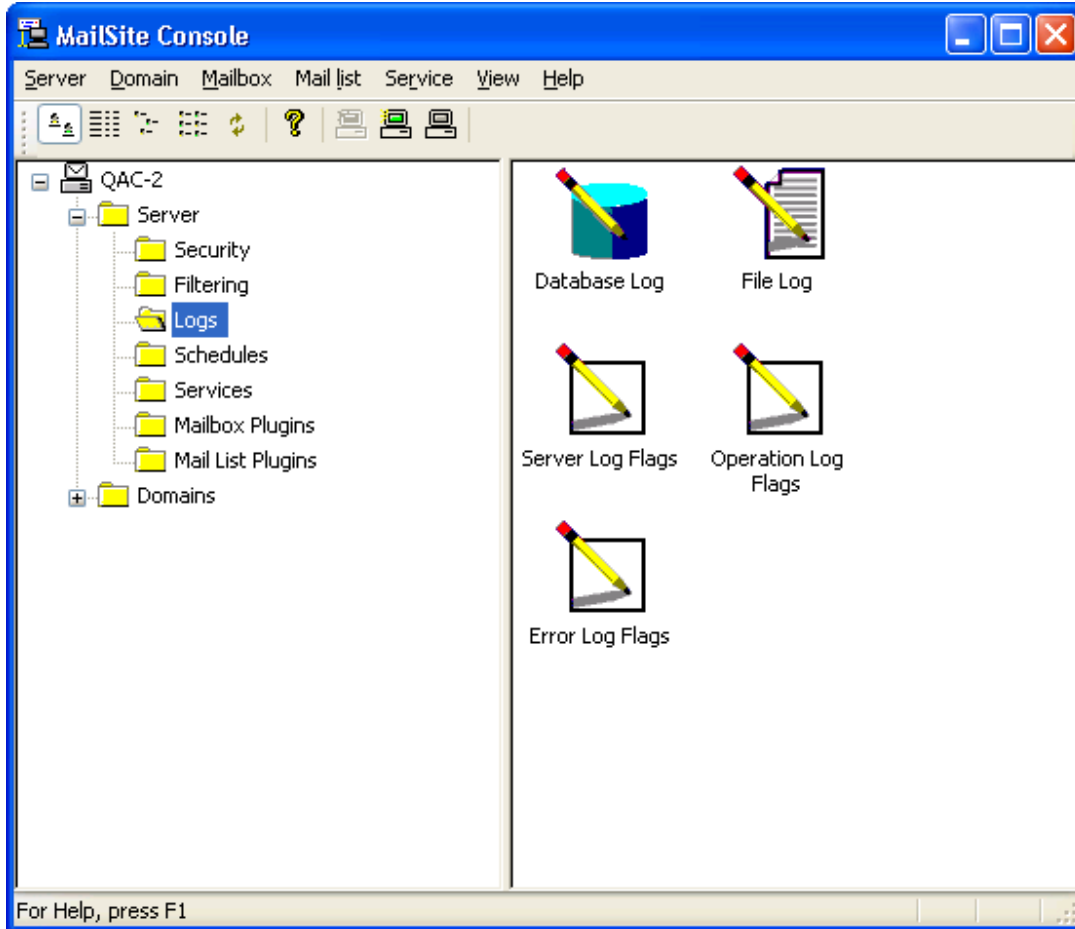 MailSite Console
Server Domain Mailbox Mail list Service View Help
QAC-2
Server
Security
Filtering
Logs
Schedules
Services
Mailbox Plugins
Mail List Plugins
Domains
Database Log
File Log
Server Log Flags
Operation Log
Flags
Error Log Flags
For Help, press F1